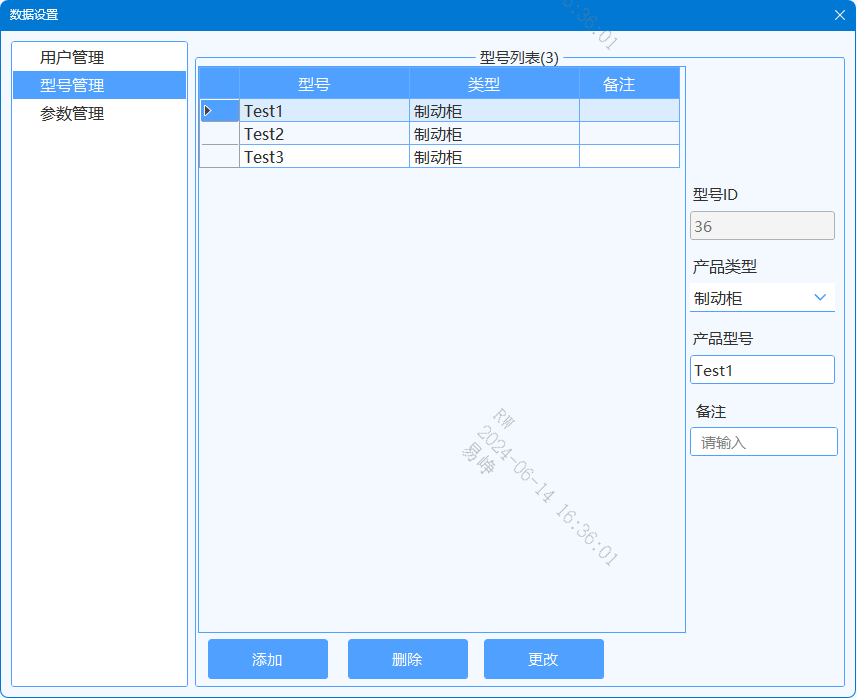 数据设置
用户管理
型号管理
参数管理
型号列表(3)
型号 类型 备注
Test1 制动柜
Test2 制动柜
Test3 制动柜
型号ID
36
产品类型
制动柜
产品型号
Test1
备注
请输入
添加 删除 更改
RW
2024-06-14 16:36:01
易峥
6:36:01